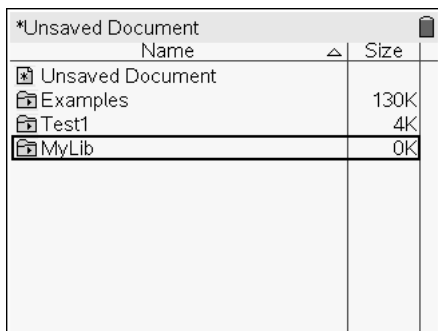 *Unsaved Document
Name Size
Unsaved Document
Examples 130K
Test1 4K
MyLib 0K